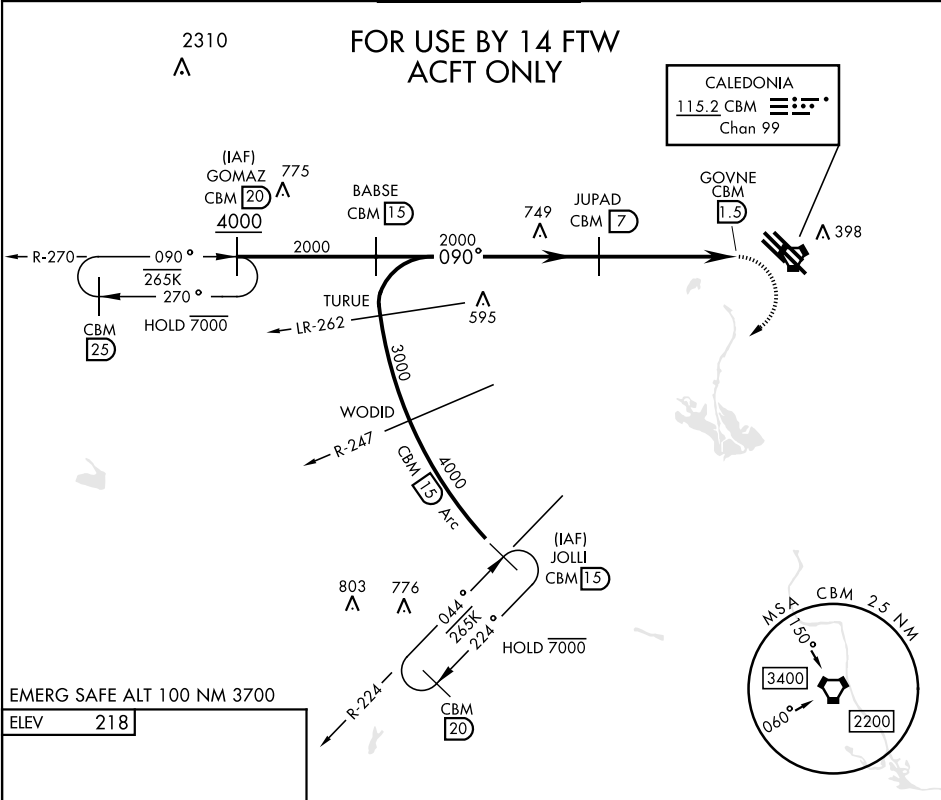 2310
FOR USE BY 14 FTW
ACFT ONLY
CALEDONIA
115.2 CBM
Chan 99
(IAF)
GOMAZ
CBM 20
4000
775
BABSE
CBM 15
749
JUPAD
CBM 7
GOVNE
CBM
1.5
398
R-270
090°
265K
270°
2000
2000
090°
CBM
25
HOLD 7000
TURUE
LR-262
595
3000
WODID
R-247
CBM 15 Arc
4000
(IAF)
JOLLI
CBM 15
803
776
044°
265K
224°
HOLD 7000
R-224
CBM
20
MSA CBM 25 NM
150°
3400
060°
2200
EMERG SAFE ALT 100 NM 3700
ELEV 218